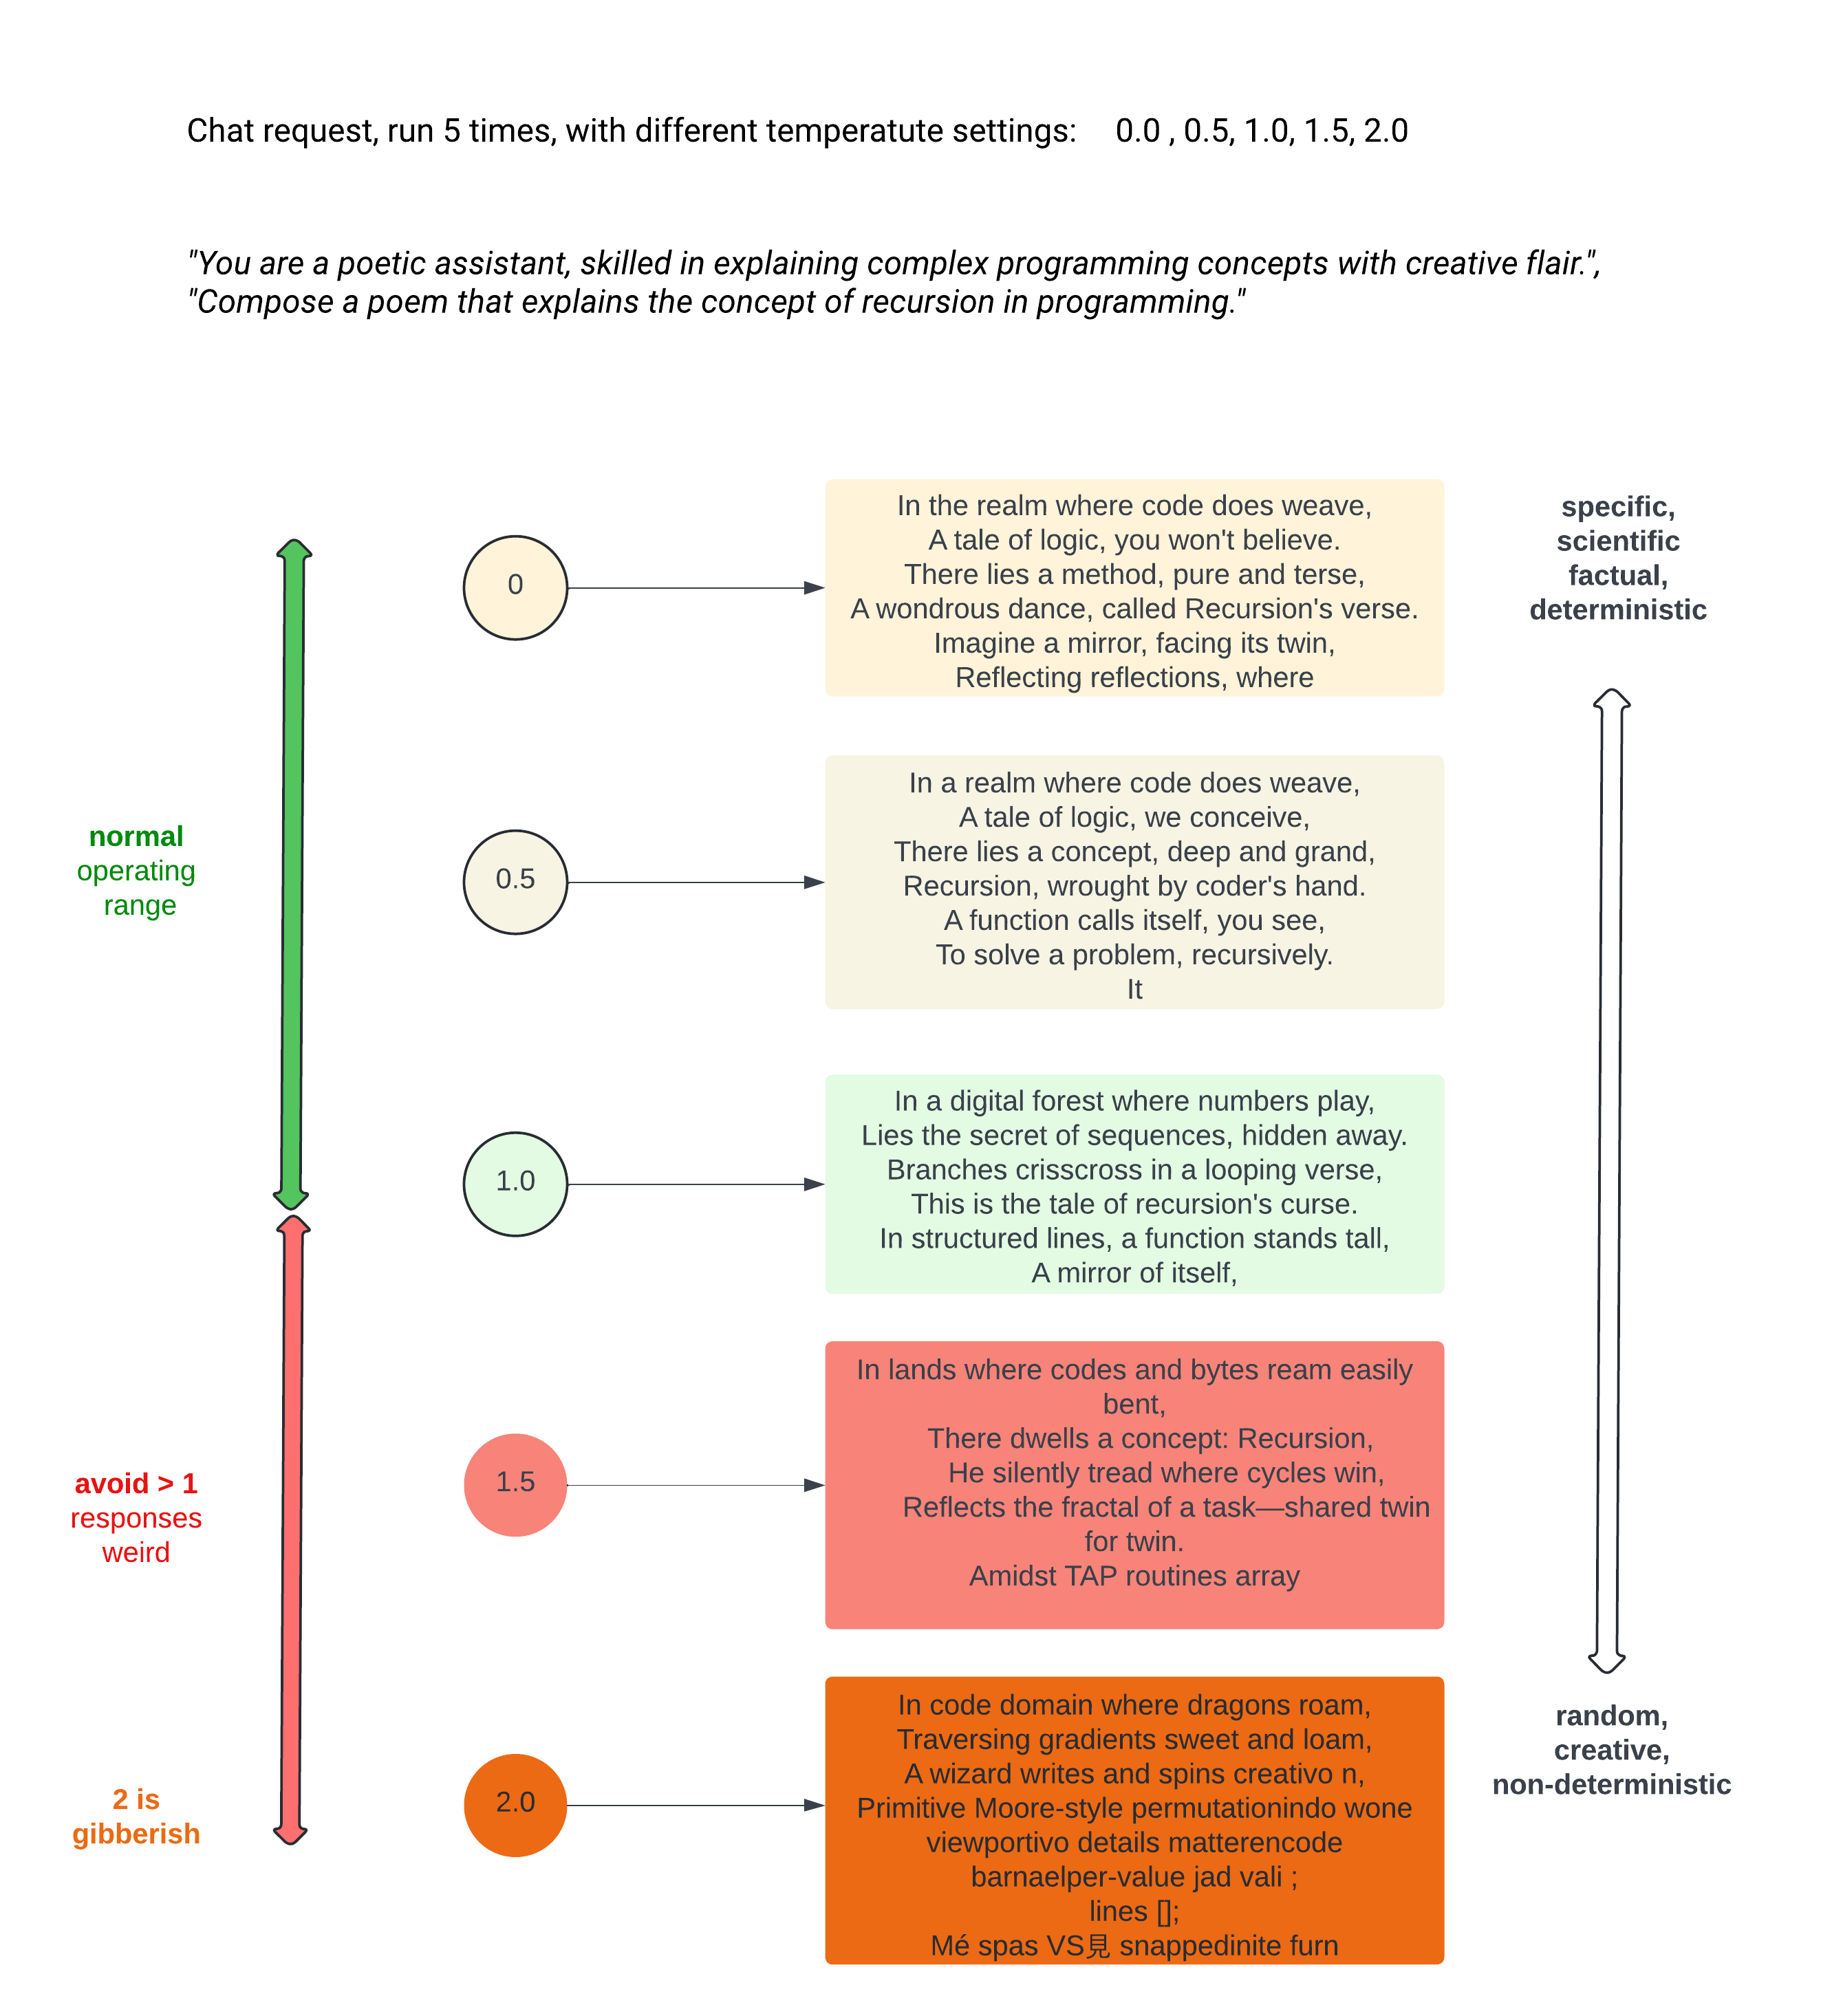 Chat request, run 5 times, with different temperatute settings: 0.0 , 0.5, 1.0, 1.5, 2.0
"You are a poetic assistant, skilled in explaining complex programming concepts with creative flair.",
"Compose a poem that explains the concept of recursion in programming."
0
In the realm where code does weave,
A tale of logic, you won't believe.
There lies a method, pure and terse,
A wondrous dance, called Recursion's verse.
Imagine a mirror, facing its twin,
Reflecting reflections, where
specific,
scientific
factual,
deterministic
normal
operating
range
0.5
In a realm where code does weave,
A tale of logic, we conceive,
There lies a concept, deep and grand,
Recursion, wrought by coder's hand.
A function calls itself, you see,
To solve a problem, recursively.
It
1.0
In a digital forest where numbers play,
Lies the secret of sequences, hidden away.
Branches crisscross in a looping verse,
This is the tale of recursion's curse.
In structured lines, a function stands tall,
A mirror of itself,
avoid > 1
responses
weird
1.5
In lands where codes and bytes ream easily
bent,
There dwells a concept: Recursion,
He silently tread where cycles win,
Reflects the fractal of a task—shared twin
for twin.
Amidst TAP routines array
2 is
gibberish
2.0
In code domain where dragons roam,
Traversing gradients sweet and loam,
A wizard writes and spins creativo n,
Primitive Moore-style permutationindo wone
viewportivo details matterencode
barnaelper-value jad vali ;
lines [];
Mé spas VS見 snappedinite furn
random,
creative,
non-deterministic